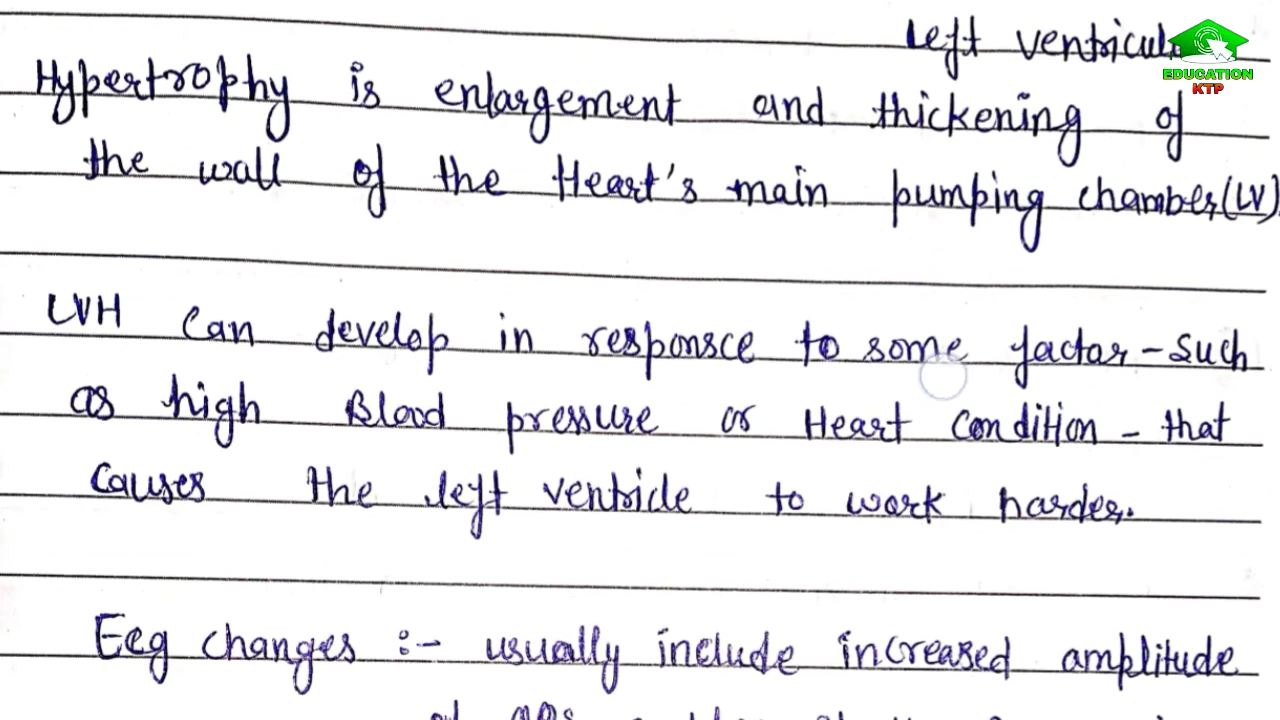 left ventricul
EDUCATION
KTP
Hypertrophy is enlargement and thickening of
the wall of the Heart's main pumping chamber (LV).
LVH can develop in responsce to some factor - such
as high Blood pressure or Heart condition - that
causes the left ventricle to work harder.
Ecg changes :- usually include increased amplitude
of